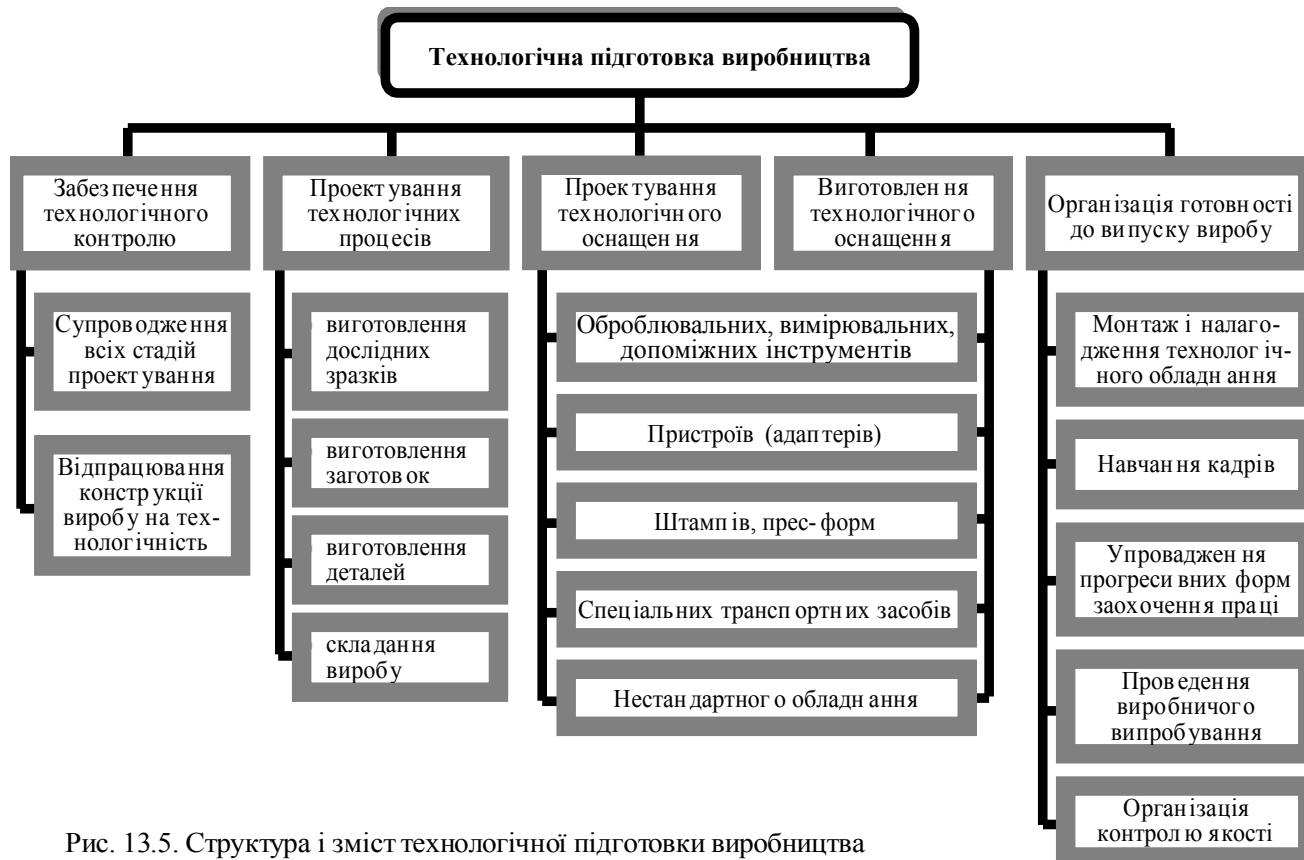 Технологічна підготовка виробництва
Забезпечення
технологічного
контролю
Проектування
технологічних
процесів
Проектування
технологічного
оснащення
Виготовлення
технологічного
оснащення
Організація готовності
до випуску виробу
Супроводження
всіх стадій
проектування
Відпрацювання
конструкції
виробу на тех-
нологічність
виготовлення
дослідних
зразків
виготовлення
заготовок
виготовлення
деталей
складання
виробу
Оброблювальних, вимірювальних,
допоміжних інструментів
Пристроїв (адаптерів)
Штампів, прес-форм
Спеціальних транспортних засобів
Нестандартного обладнання
Монтаж і налаго-
дження технологі-
чного обладнання
Навчання кадрів
Упровадження
прогресивних форм
заохочення праці
Проведення
виробничого
випробування
Організація
контролю якості
Рис. 13.5. Структура і зміст технологічної підготовки виробництва